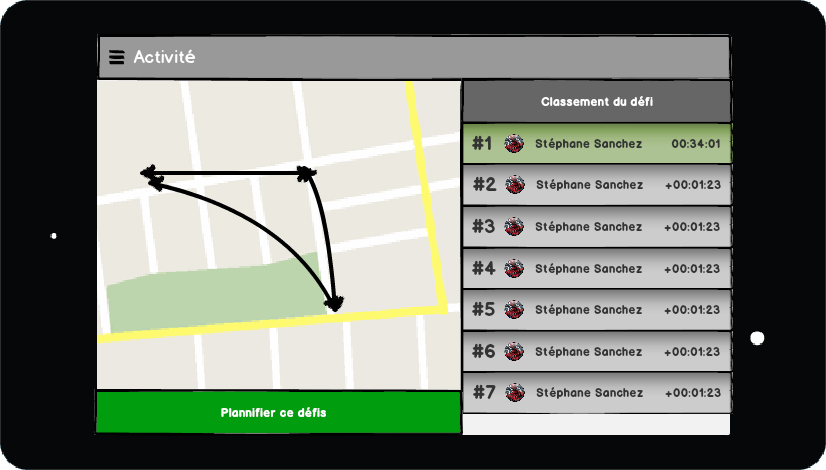 Activité
Classement du défi
#1 Stéphane Sanchez 00:34:01
#2 Stéphane Sanchez +00:01:23
#3 Stéphane Sanchez +00:01:23
#4 Stéphane Sanchez +00:01:23
#5 Stéphane Sanchez +00:01:23
#6 Stéphane Sanchez +00:01:23
#7 Stéphane Sanchez +00:01:23
Plannifier ce défis